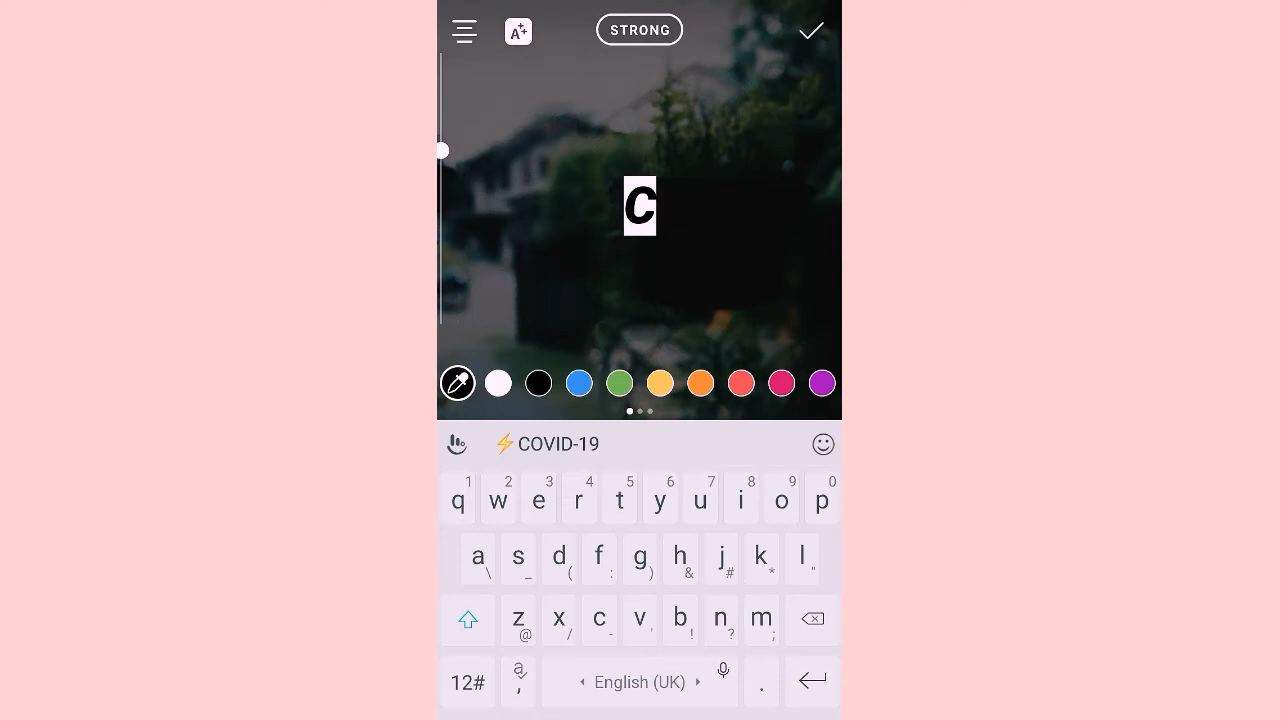 A
STRONG
C
⚡COVID-19
1 2 3 4 5 6 7 8 9 0
q w e r t y u i o p
a s d f g h j k l
\ _ ( : ) & # * "
z x c v b n m
@ / - ' ! ? ;
12# a , English (UK) .